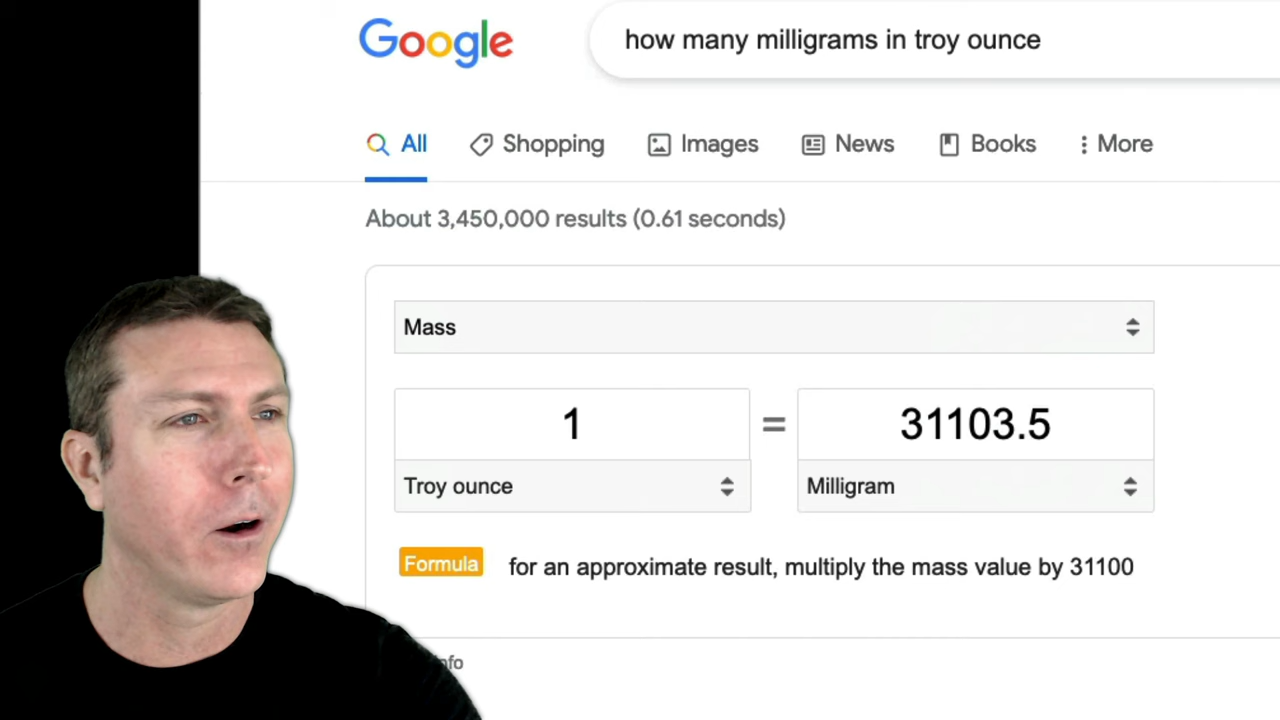 Google
how many milligrams in troy ounce
All Shopping Images News Books More
About 3,450,000 results (0.61 seconds)
Mass
1 = 31103.5
Troy ounce Milligram
Formula for an approximate result, multiply the mass value by 31100